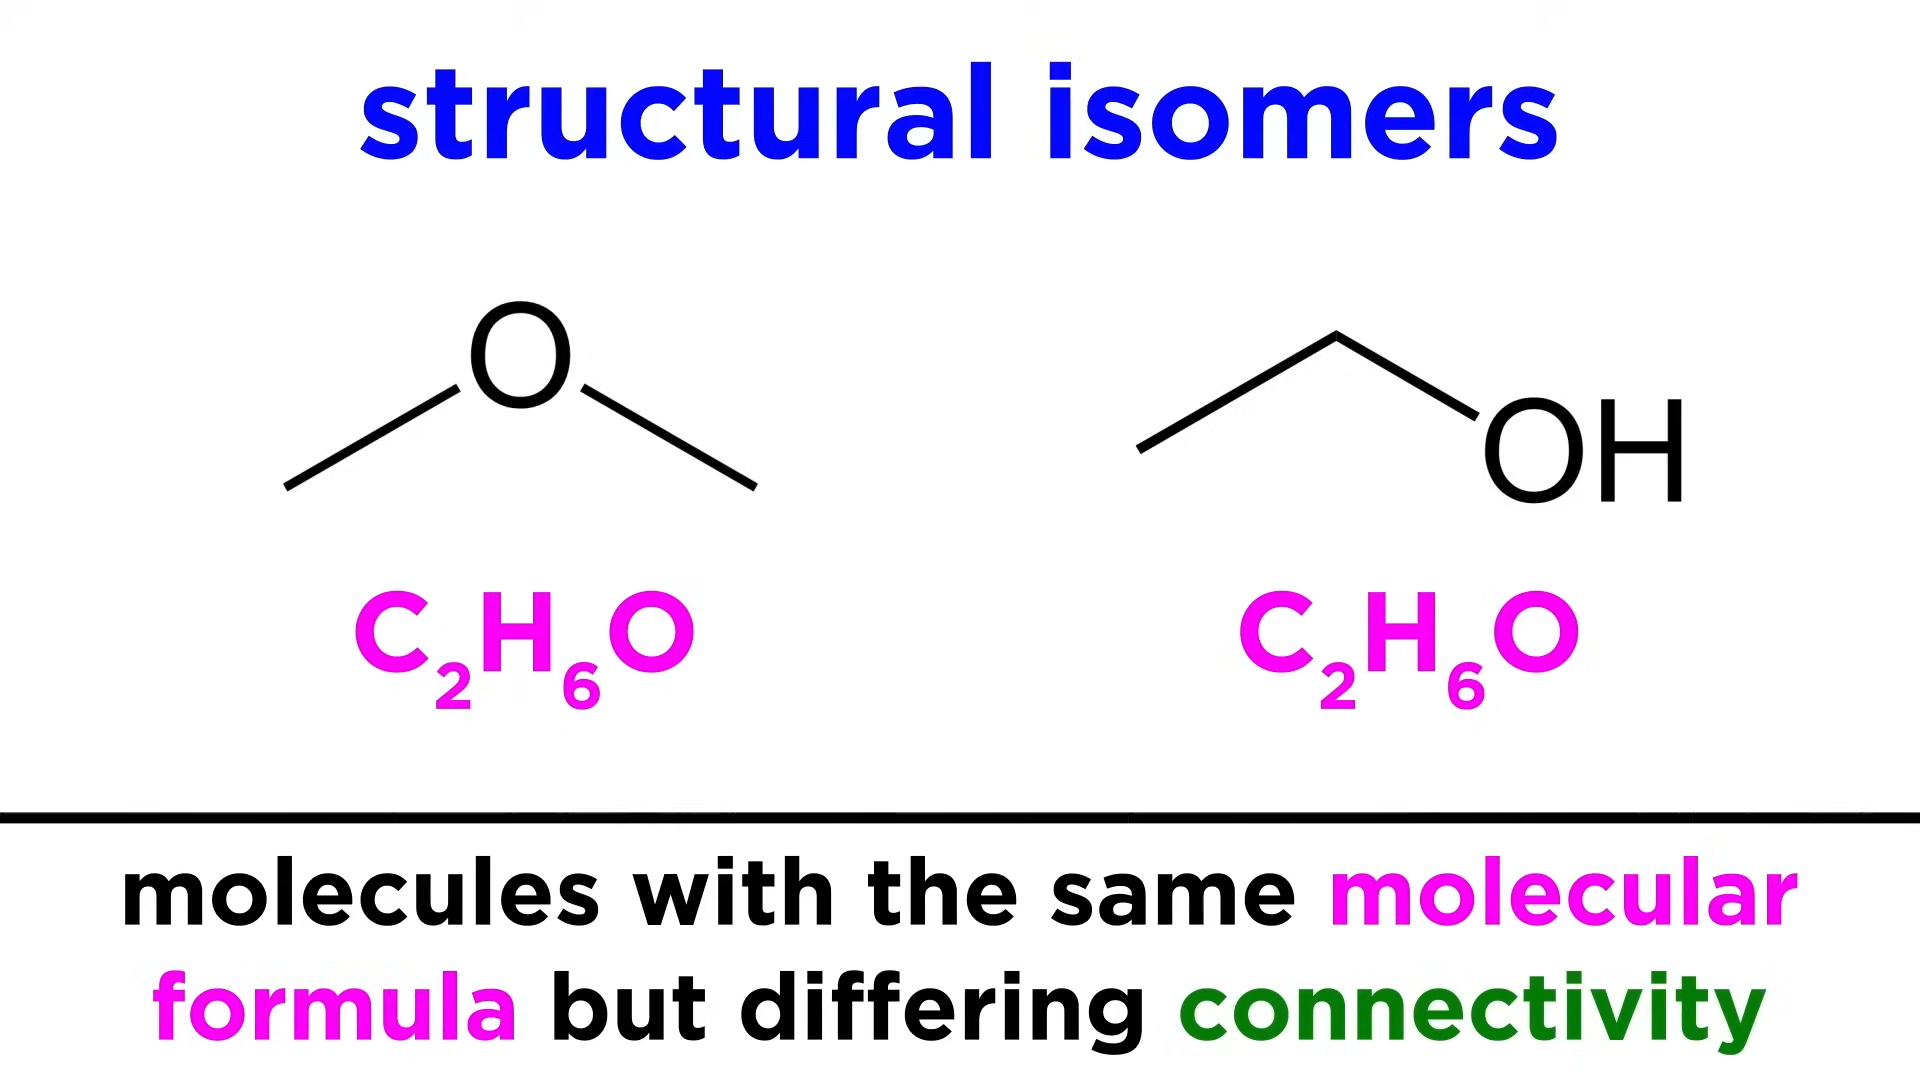 structural isomers
O
OH
C₂H₆O
C₂H₆O
molecules with the same molecular
formula but differing connectivity